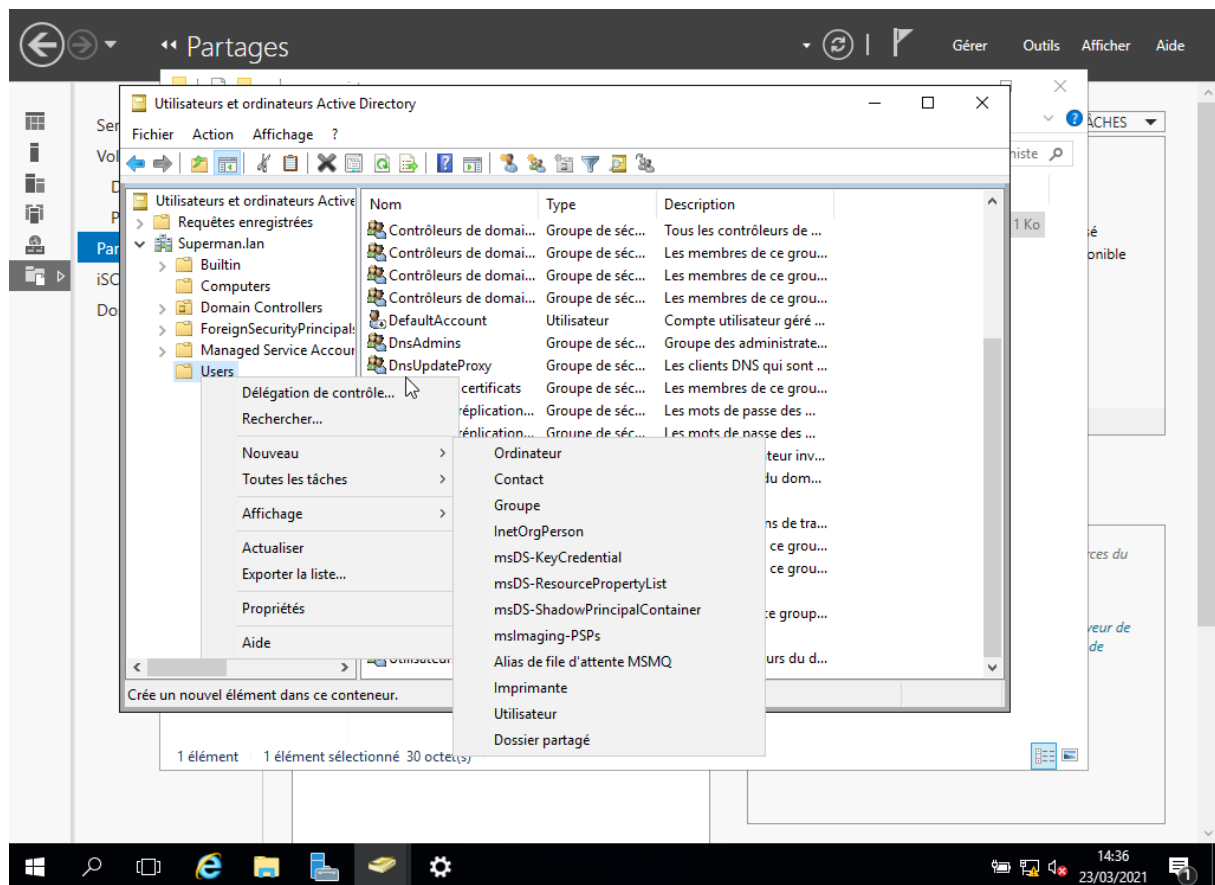 Partages
Gérer Outils Afficher Aide
Utilisateurs et ordinateurs Active Directory
Fichier Action Affichage ?
ÂCHES
niste
1 Ko
Ser
Vol
D
P
Par
iSC
Do
sé
onible
Utilisateurs et ordinateurs Active
Requêtes enregistrées
Superman.lan
Builtin
Computers
Domain Controllers
ForeignSecurityPrincipals
Managed Service Accour
Users
Nom Type Description
Contrôleurs de domai... Groupe de séc... Tous les contrôleurs de ...
Contrôleurs de domai... Groupe de séc... Les membres de ce grou...
Contrôleurs de domai... Groupe de séc... Les membres de ce grou...
Contrôleurs de domai... Groupe de séc... Les membres de ce grou...
DefaultAccount Utilisateur Compte utilisateur géré ...
DnsAdmins Groupe de séc... Groupe des administrate...
DnsUpdateProxy Groupe de séc... Les clients DNS qui sont ...
certificats Groupe de séc... Les membres de ce grou...
réplication... Groupe de séc... Les mots de passe des ...
réplication... Groupe de séc... Les mots de passe des ...
teur inv...
du dom...
ns de tra...
ce grou...
ce grou...
ce group...
Utilisateur
urs du d...
Délégation de contrôle...
Rechercher...
Nouveau
Toutes les tâches
Affichage
Actualiser
Exporter la liste...
Propriétés
Aide
Ordinateur
Contact
Groupe
InetOrgPerson
msDS-KeyCredential
msDS-ResourcePropertyList
msDS-ShadowPrincipalContainer
msImaging-PSPs
Alias de file d'attente MSMQ
Imprimante
Utilisateur
Dossier partagé
rces du
veur de
de
Crée un nouvel élément dans ce conteneur.
1 élément 1 élément sélectionné 30 octet(s)
14:36
23/03/2021
1